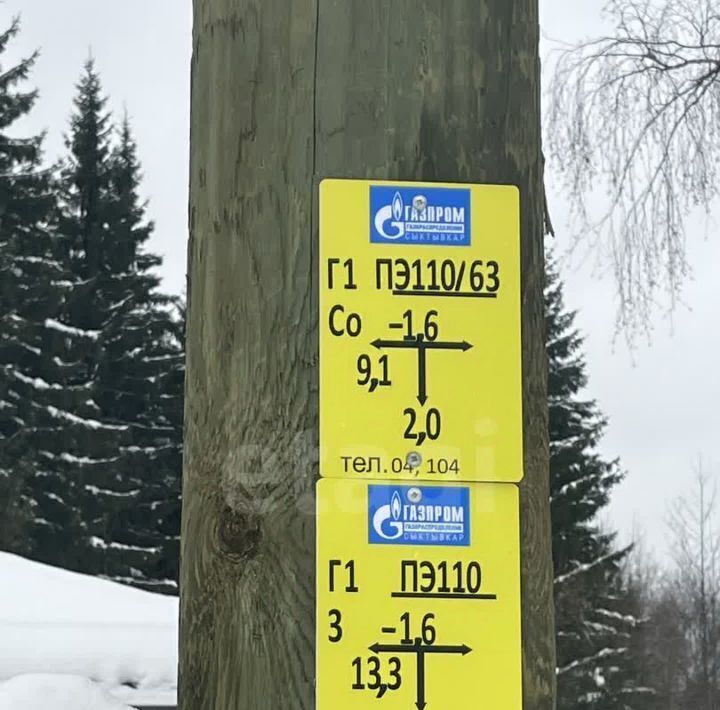 ГАЗПРОМ
ГАЗОРАСПРЕДЕЛЕНИЕ
СЫКТЫВКАР
Г1 ПЭ110/63
Со -1,6
9,1
2,0
тел. 04, 104
etagi
ГАЗПРОМ
ГАЗОРАСПРЕДЕЛЕНИЕ
СЫКТЫВКАР
Г1 ПЭ110
З -1,6
13,3